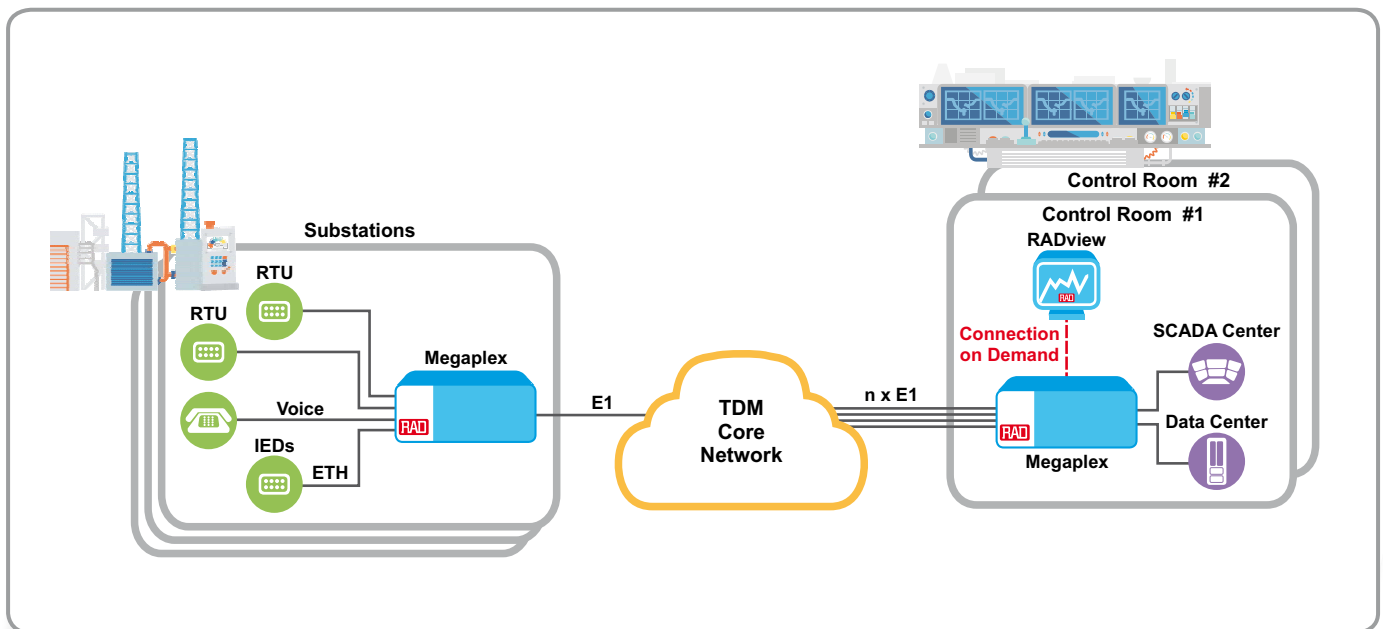 Substations
RTU
RTU
Voice
IEDs
ETH
Megaplex
RAD
E1
TDM
Core
Network
n x E1
Control Room #2
Control Room #1
RADview
RAD
Connection
on Demand
RAD
Megaplex
SCADA Center
Data Center